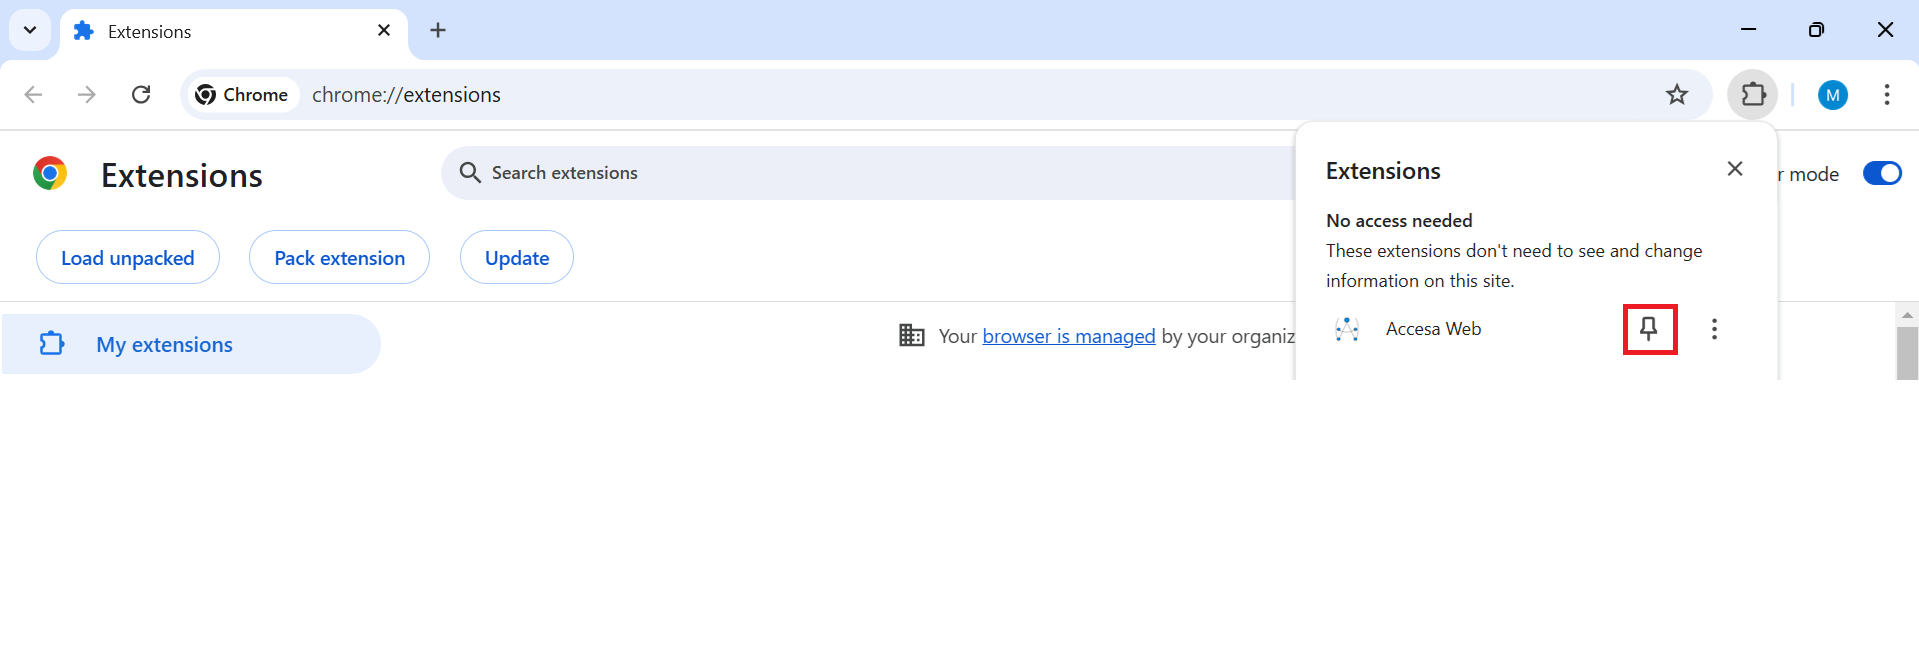 Extensions
Chrome
chrome://extensions
M
Extensions
Search extensions
r mode
Load unpacked
Pack extension
Update
My extensions
Your browser is managed by your organiz
Extensions
No access needed
These extensions don't need to see and change
information on this site.
Accesa Web